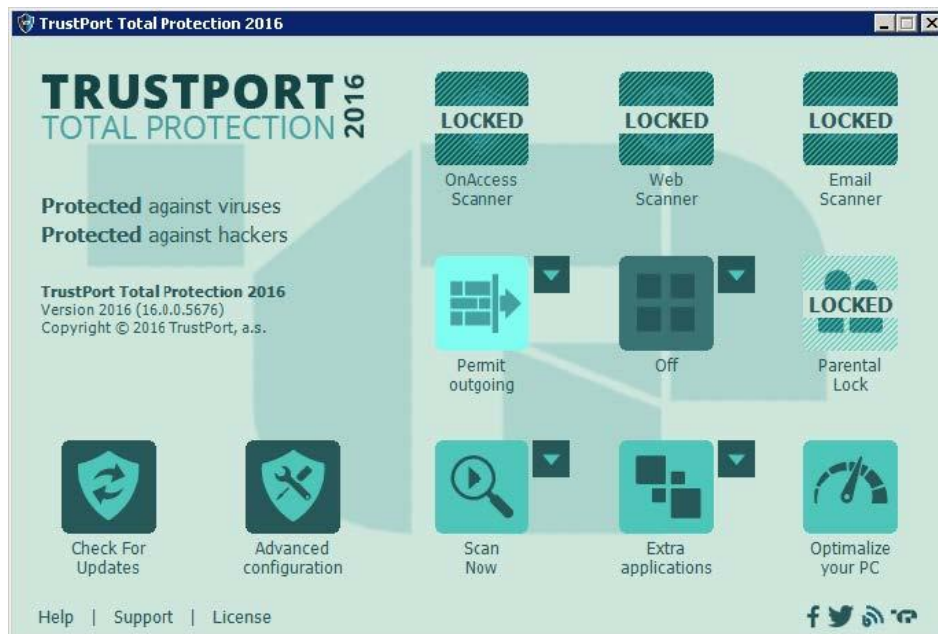 TrustPort Total Protection 2016
TRUSTPORT
TOTAL PROTECTION
2016
LOCKED
LOCKED
LOCKED
OnAccess
Scanner
Web
Scanner
Email
Scanner
Protected against viruses
Protected against hackers
TrustPort Total Protection 2016
Version 2016 (16.0.0.5676)
Copyright © 2016 TrustPort, a.s.
LOCKED
Permit
outgoing
Off
Parental
Lock
Check For
Updates
Advanced
configuration
Scan
Now
Extra
applications
Optimalize
your PC
Help | Support | License